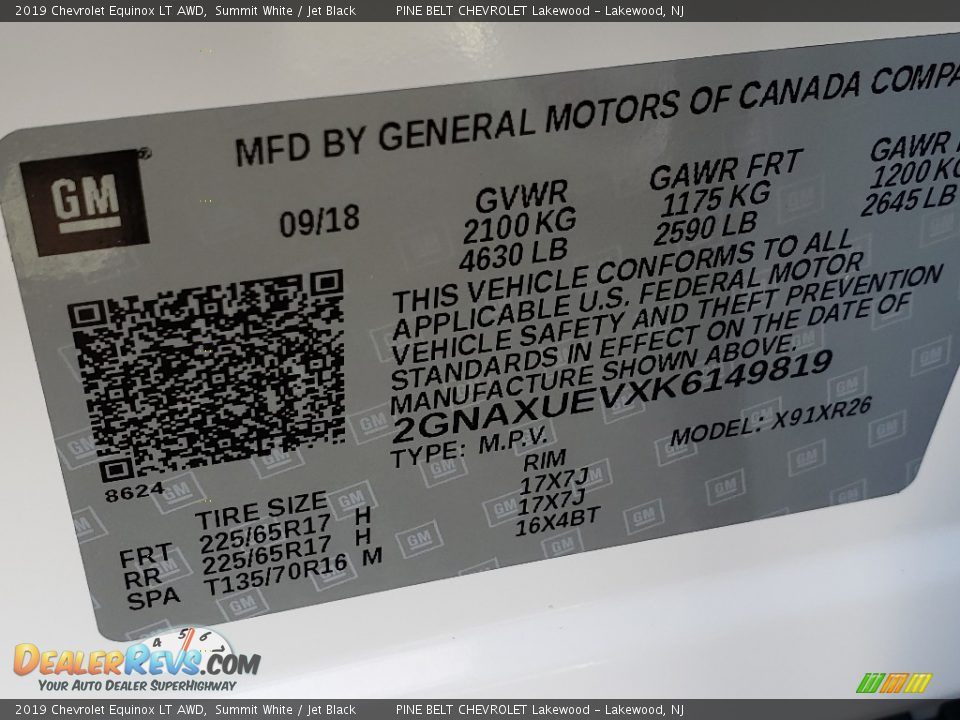 2019 Chevrolet Equinox LT AWD, Summit White / Jet Black PINE BELT CHEVROLET Lakewood – Lakewood, NJ
MFD BY GENERAL MOTORS OF CANADA COMPA
GM
09/18
GVWR
2100 KG
4630 LB
GAWR FRT
1175 KG
2590 LB
GAWR
1200 KG
2645 LB
THIS VEHICLE CONFORMS TO ALL
APPLICABLE U.S. FEDERAL MOTOR
VEHICLE SAFETY AND THEFT PREVENTION
STANDARDS IN EFFECT ON THE DATE OF
MANUFACTURE SHOWN ABOVE.
2GNAXUEVXK6149819
TYPE: M.P.V. MODEL: X91XR26
8624
TIRE SIZE RIM
FRT 225/65R17 H 17X7J
RR 225/65R17 H 17X7J
SPA T135/70R16 M 16X4BT
4 5 6 7
DealerRevs.com
Your Auto Dealer SuperHighway
2019 Chevrolet Equinox LT AWD, Summit White / Jet Black PINE BELT CHEVROLET Lakewood – Lakewood, NJ